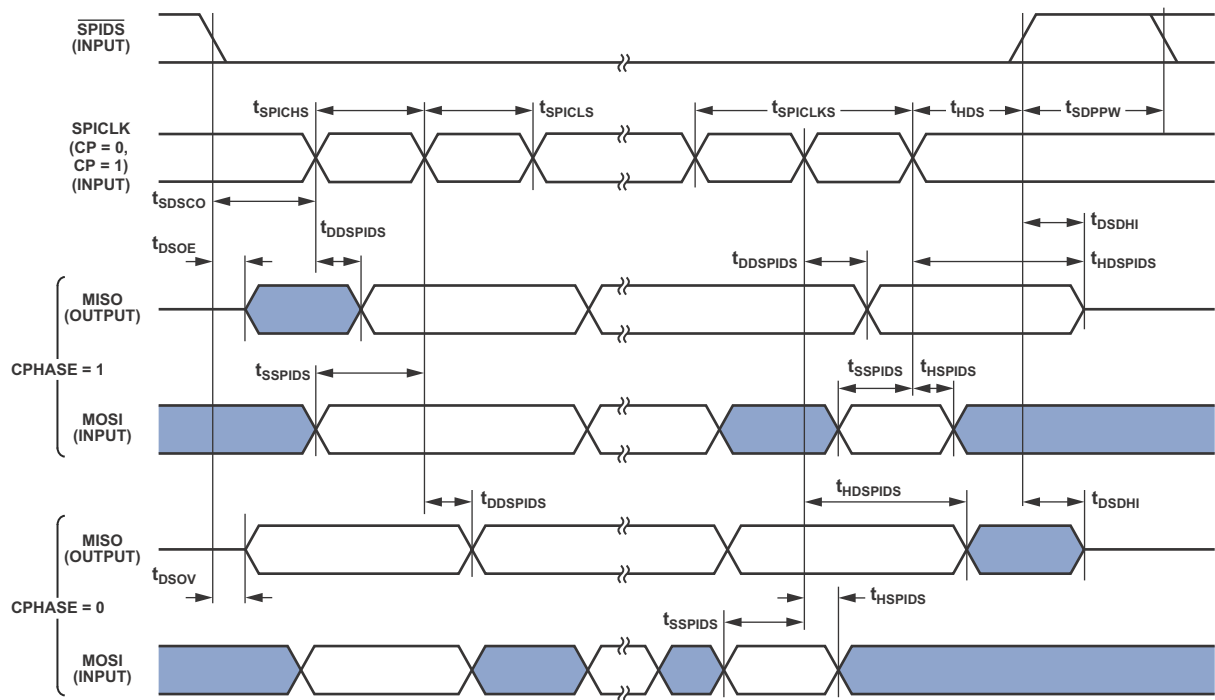 SPIDS
(INPUT)
tSPICHS
tSPICLS
tSPICLKS
tHDS
tSDPPW
SPICLK
(CP = 0,
CP = 1)
(INPUT)
tSDSCO
tDSOE
tDDSPIDS
tDDSPIDS
tDSDHI
tHDSPIDS
MISO
(OUTPUT)
CPHASE = 1
tSSPIDS
tSSPIDS
tHSPIDS
MOSI
(INPUT)
tDDSPIDS
tHDSPIDS
tDSDHI
MISO
(OUTPUT)
tDSOV
CPHASE = 0
tSSPIDS
tHSPIDS
MOSI
(INPUT)